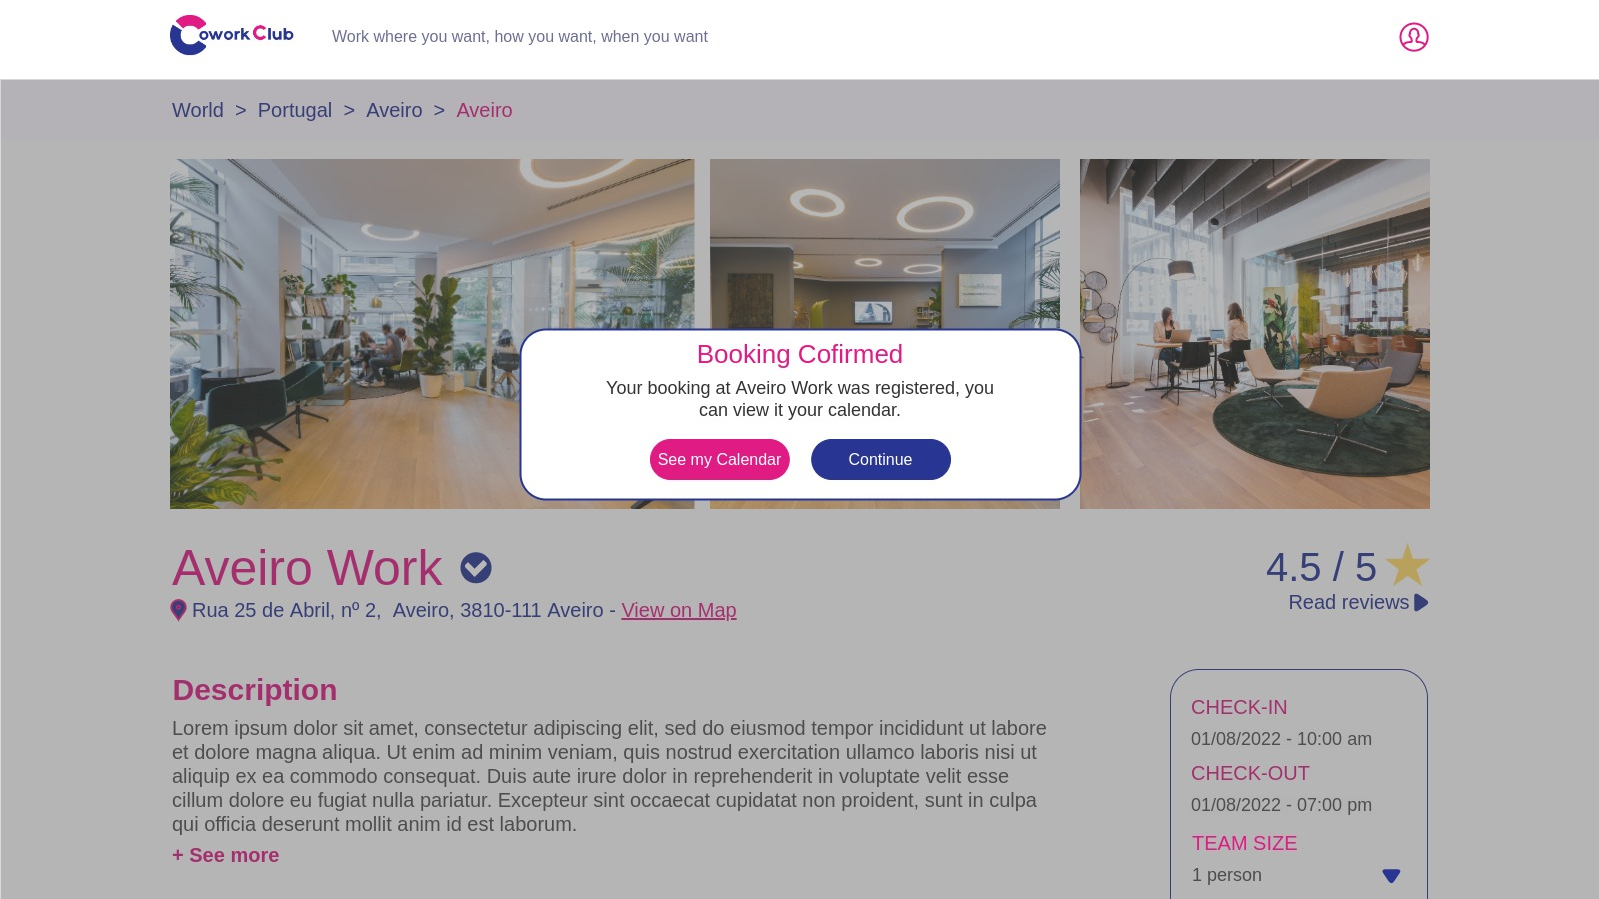 CoworkClub
Work where you want, how you want, when you want
World > Portugal > Aveiro > Aveiro
Booking Cofirmed
Your booking at Aveiro Work was registered, you
can view it your calendar.
See my Calendar
Continue
Aveiro Work
4.5 / 5
Rua 25 de Abril, nº 2,  Aveiro, 3810-111 Aveiro - View on Map
Read reviews
Description
Lorem ipsum dolor sit amet, consectetur adipiscing elit, sed do eiusmod tempor incididunt ut labore
et dolore magna aliqua. Ut enim ad minim veniam, quis nostrud exercitation ullamco laboris nisi ut
aliquip ex ea commodo consequat. Duis aute irure dolor in reprehenderit in voluptate velit esse
cillum dolore eu fugiat nulla pariatur. Excepteur sint occaecat cupidatat non proident, sunt in culpa
qui officia deserunt mollit anim id est laborum.
+ See more
CHECK-IN
01/08/2022 - 10:00 am
CHECK-OUT
01/08/2022 - 07:00 pm
TEAM SIZE
1 person